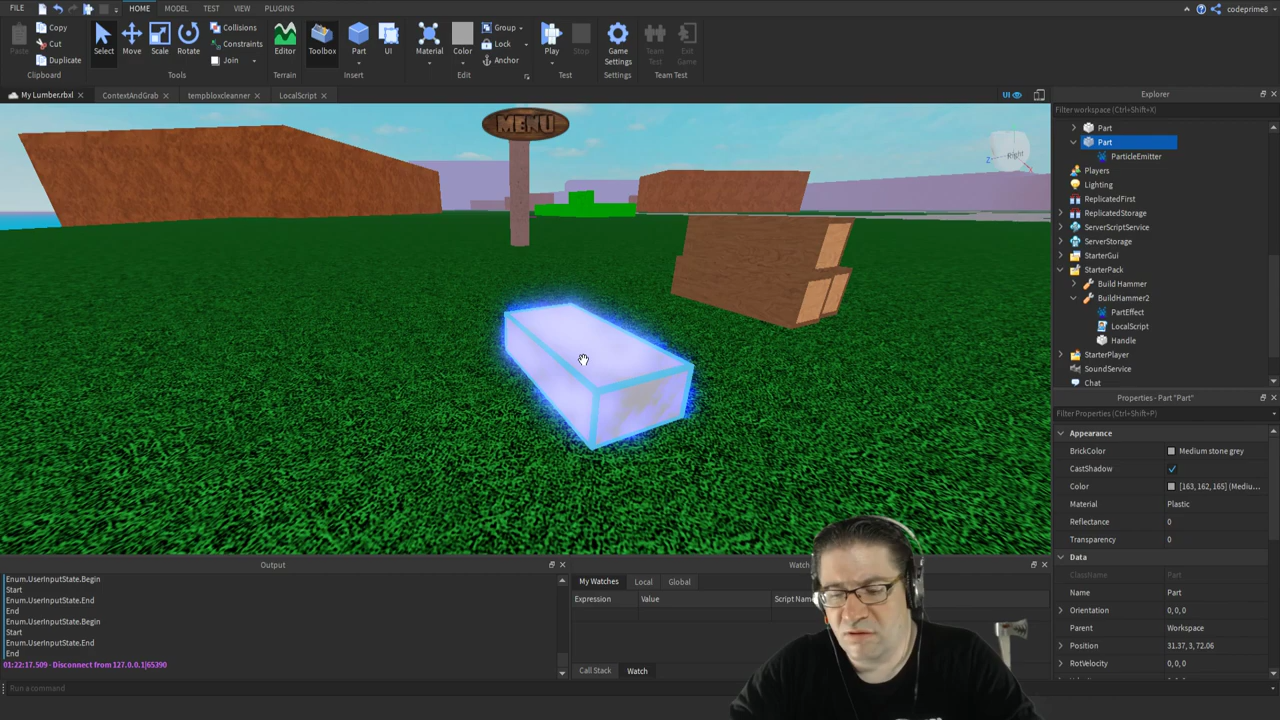 FILE
HOME
MODEL
TEST
VIEW
PLUGINS
codeprime8
Paste
Copy
Cut
Duplicate
Clipboard
Select
Move
Scale
Rotate
Collisions
Constraints
Join
Tools
Editor
Terrain
Toolbox
Part
UI
Insert
Material
Color
Group
Lock
Anchor
Edit
Play
Stop
Test
Game
Settings
Settings
Team
Test
Exit
Game
Team Test
My Lumber.rbxl
ContextAndGrab
tempbloxcleanner
LocalScript
UI
MENU
Right
Z
Explorer
Filter workspace (Ctrl+Shift+X)
Part
Part
ParticleEmitter
Players
Lighting
ReplicatedFirst
ReplicatedStorage
ServerScriptService
ServerStorage
StarterGui
StarterPack
Build Hammer
BuildHammer2
PartEffect
LocalScript
Handle
StarterPlayer
SoundService
Chat
Properties - Part "Part"
Filter Properties (Ctrl+Shift+P)
Appearance
BrickColor Medium stone grey
CastShadow
Color [163, 162, 165] (Mediu...
Material Plastic
Reflectance 0
Transparency 0
Data
ClassName Part
Name Part
Orientation 0, 0, 0
Parent Workspace
Position 31.37, 3, 72.06
RotVelocity 0, 0, 0
Output
Enum.UserInputState.Begin
Start
Enum.UserInputState.End
End
Enum.UserInputState.Begin
Start
Enum.UserInputState.End
End
01:22:17.509 - Disconnect from 127.0.0.1|65390
Watch
My Watches
Local
Global
Expression
Value
Script Nam
Call Stack
Watch
Run a command